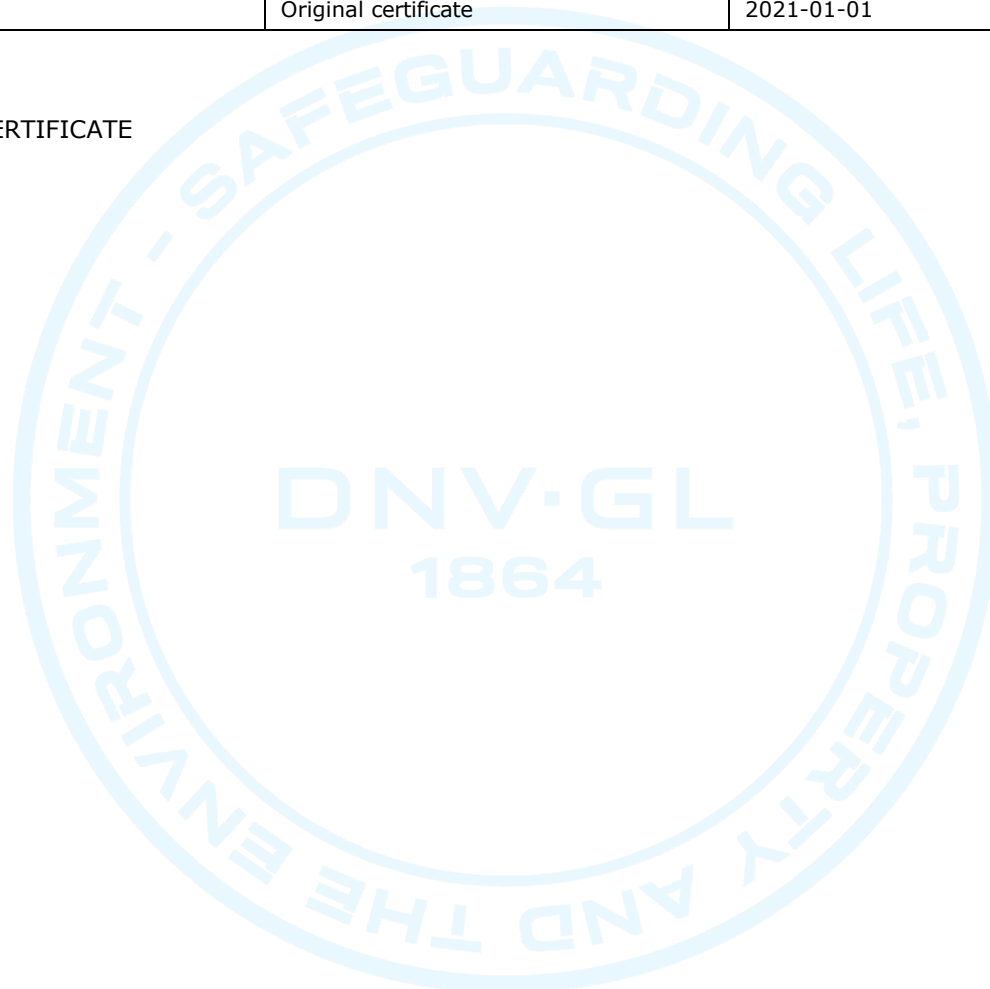 Original certificate 2021-01-01
ERTIFICATE
SAFEGUARDING LIFE, PROPERTY AND THE ENVIRONMENT -
DNV·GL
1864